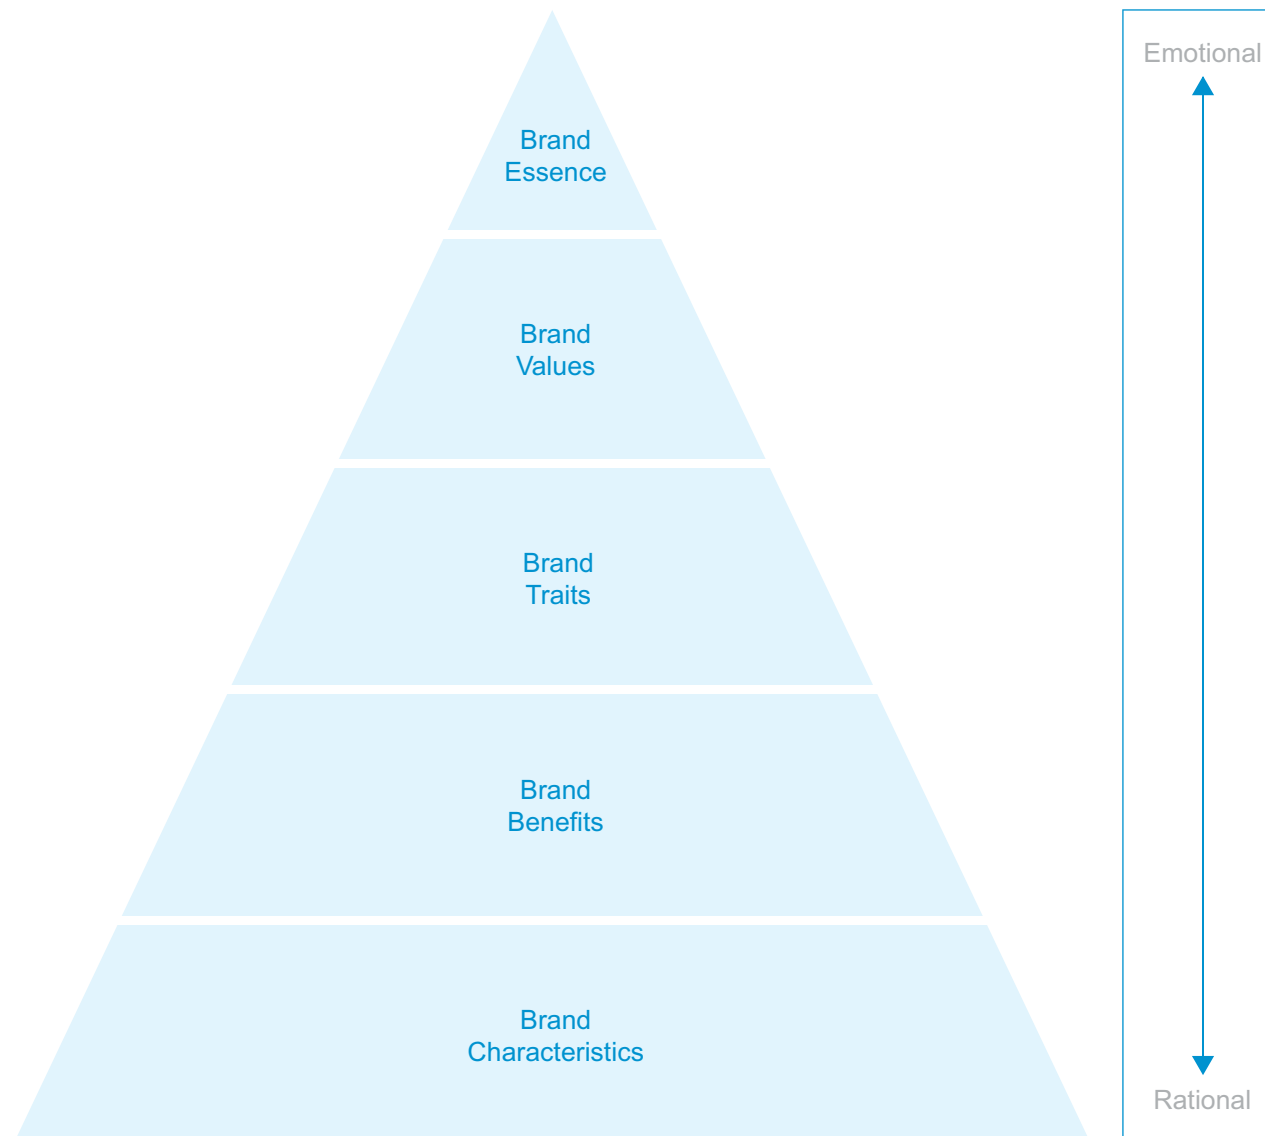 Brand
Essence
Brand
Values
Brand
Traits
Brand
Benefits
Brand
Characteristics
Emotional
Rational